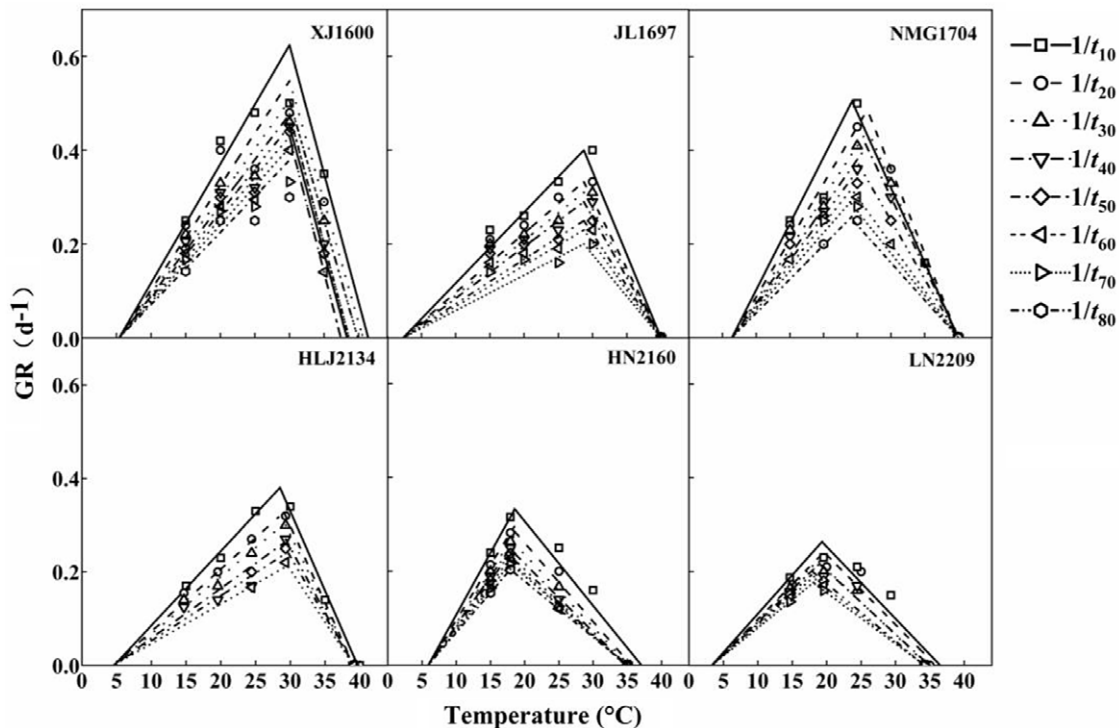 XJ1600
JL1697
NMG1704
0.6
0.4
0.2
0.0
GR (d-1)
HLJ2134
HN2160
LN2209
0.6
0.4
0.2
0.0
0 5 10 15 20 25 30 35 40
0 5 10 15 20 25 30 35 40
0 5 10 15 20 25 30 35 40
Temperature (°C)
1/t10
1/t20
1/t30
1/t40
1/t50
1/t60
1/t70
1/t80